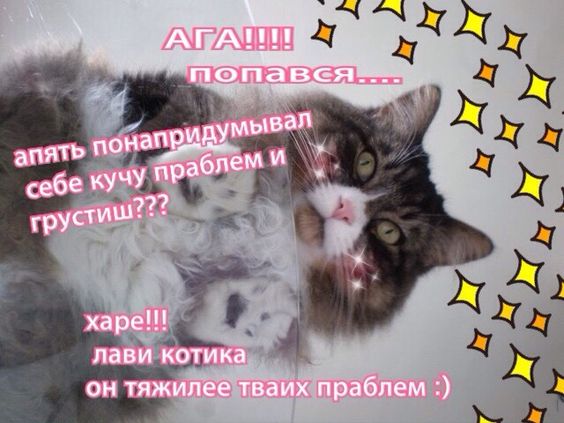 АГА!!!!
попався....
апять понапридумывал
себе кучу праблем и
грустиш???
харе!!!
лави котика
он тяжилее тваих праблем :)